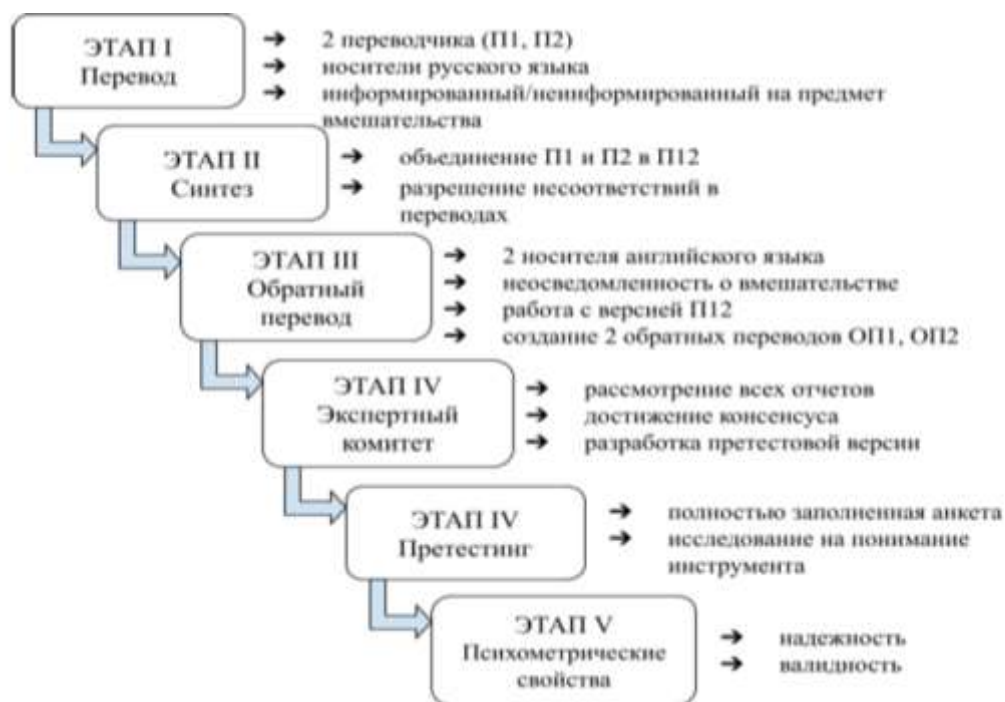 ЭТАП I
Перевод
➔ 2 переводчика (П1, П2)
➔ носители русского языка
➔ информированный/неинформированный на предмет
вмешательства
ЭТАП II
Синтез
➔ объединение П1 и П2 в П12
➔ разрешение несоответствий в
переводах
ЭТАП III
Обратный
перевод
➔ 2 носителя английского языка
➔ неосведомленность о вмешательстве
➔ работа с версией П12
➔ создание 2 обратных переводов ОП1, ОП2
ЭТАП IV
Экспертный
комитет
➔ рассмотрение всех отчетов
➔ достижение консенсуса
➔ разработка претестовой версии
ЭТАП IV
Претестинг
➔ полностью заполненная анкета
➔ исследование на понимание
инструмента
ЭТАП V
Психометрические
свойства
➔ надежность
➔ валидность